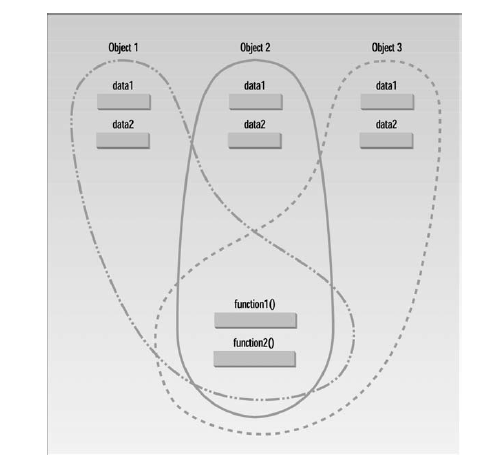 Object 1 Object 2 Object 3
data1 data1 data1
data2 data2 data2
function1()
function2()